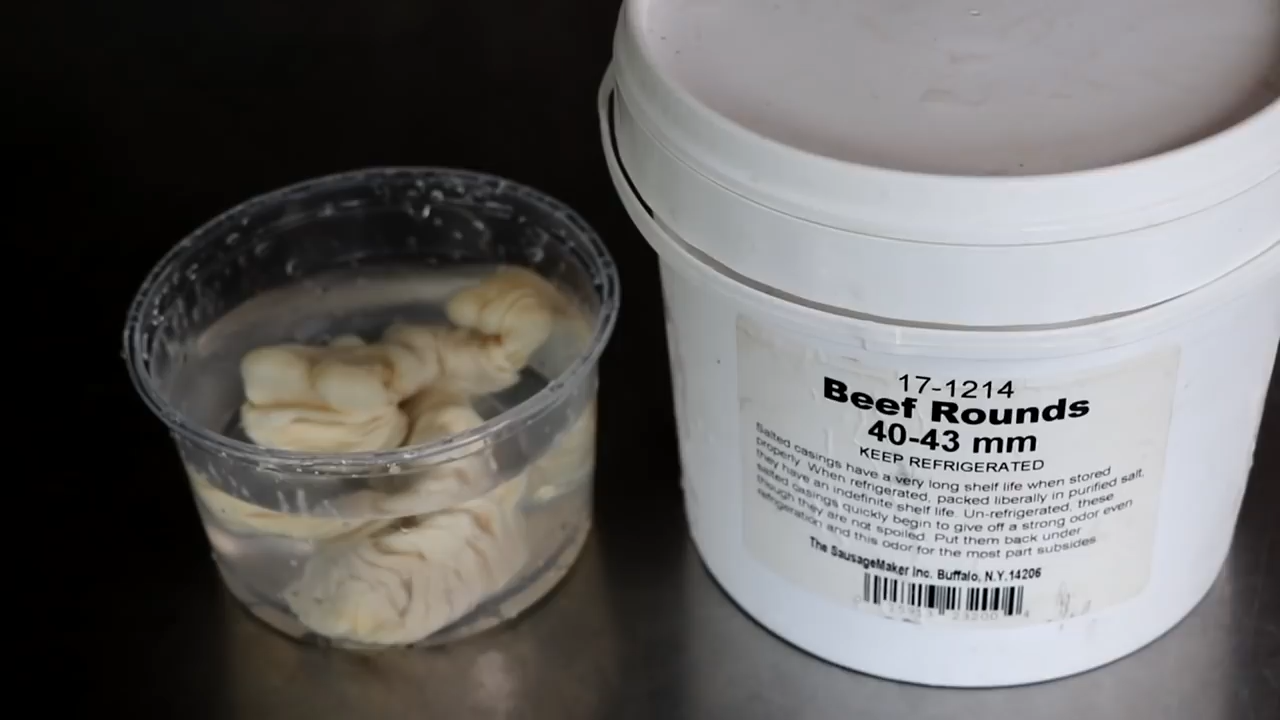 17-1214
Beef Rounds
40-43 mm
KEEP REFRIGERATED
Salted casings have a very long shelf life when stored
properly. When refrigerated, packed liberally in purified salt,
they have an indefinite shelf life. Un-refrigerated, these
salted casings quickly begin to give off a strong odor even
though they are not spoiled. Put them back under
refrigeration and this odor for the most part subsides.
The SausageMaker Inc. Buffalo, N.Y.14206